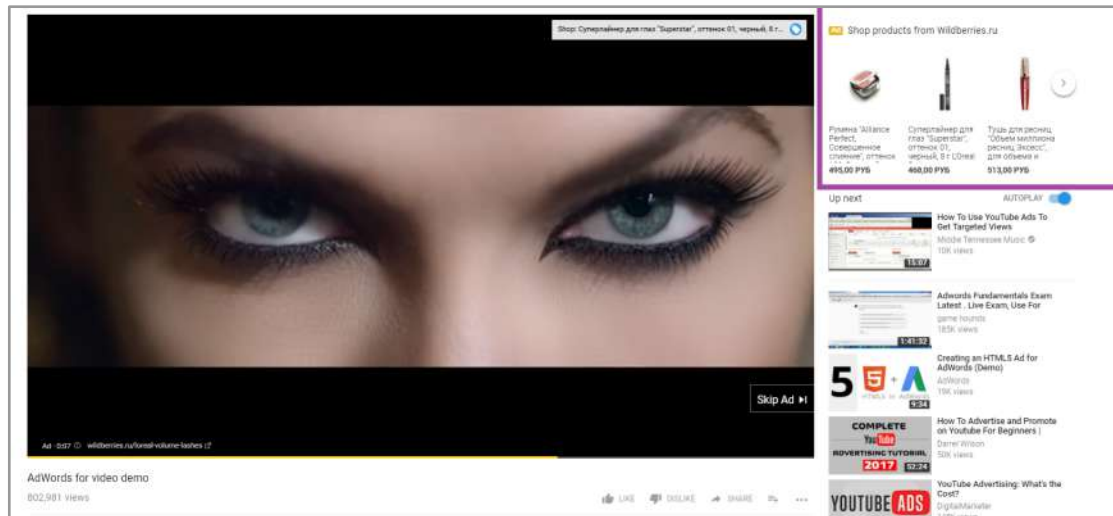 Shop: Суперлайнер для глаз "Superstar", оттенок 01, черный, 8 г...
Skip Ad
Ad · 0:07 wildberries.ru/loreal-volume-lashes
AdWords for video demo
802,981 views
LIKE DISLIKE SHARE
Ad Shop products from Wildberries.ru
Румяна "Alliance
Perfect,
Совершенное
слияние", оттенок
495,00 РУБ
Суперлайнер для
глаз "Superstar",
оттенок 01,
черный, 8 г L'Oreal
460,00 РУБ
Тушь для ресниц
"Объем миллиона
ресниц Эксесс",
для объема и
513,00 РУБ
Up next AUTOPLAY
15:07
How To Use YouTube Ads To
Get Targeted Views
Middle Tennessee Music
10K views
1:41:32
Adwords Fundamentals Exam
Latest . Live Exam, Use For
game hounds
185K views
5 + 
9:34
Creating an HTML5 Ad for
AdWords (Demo)
AdWords
19K views
COMPLETE
YouTube
ADVERTISING TUTORIAL
2017 52:24
How To Advertise and Promote
on Youtube For Beginners |
Darrel Wilson
50K views
YOUTUBE ADS
YouTube Advertising: What's the
Cost?
DigitalMarketer